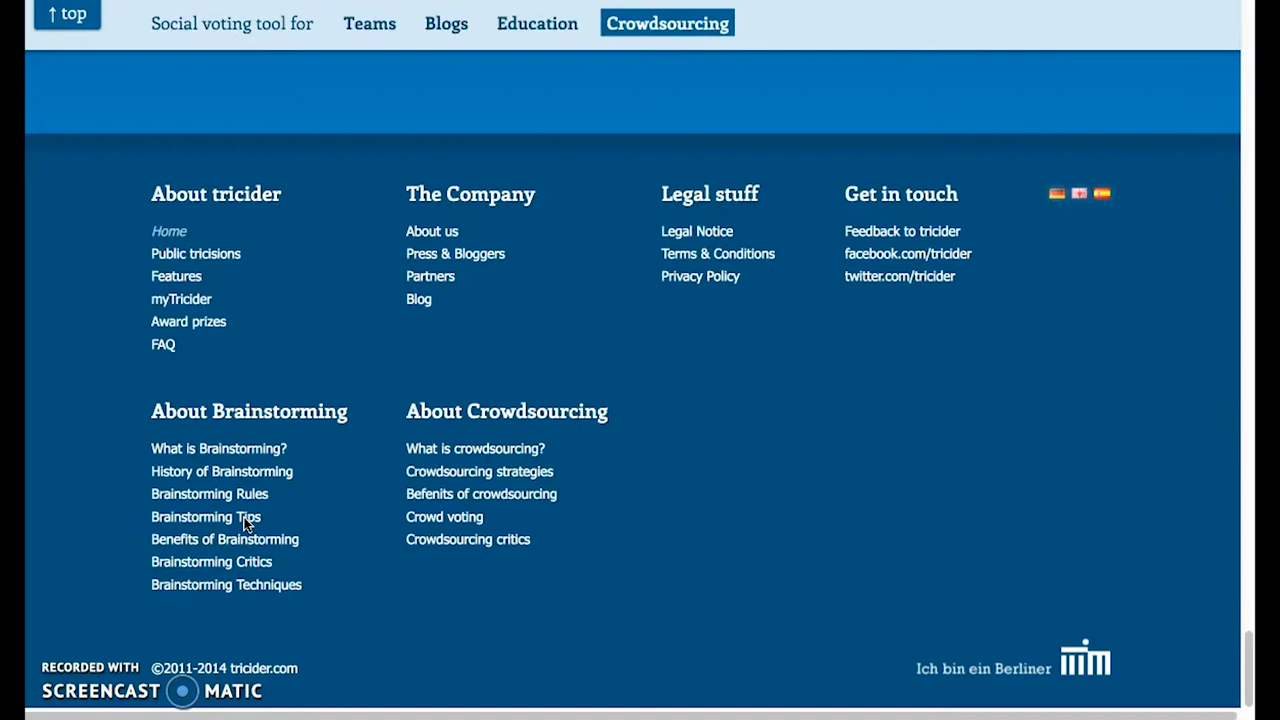 ↑ top
Social voting tool for Teams Blogs Education Crowdsourcing
About tricider
Home
Public tricisions
Features
myTricider
Award prizes
FAQ
The Company
About us
Press & Bloggers
Partners
Blog
Legal stuff
Legal Notice
Terms & Conditions
Privacy Policy
Get in touch
Feedback to tricider
facebook.com/tricider
twitter.com/tricider
About Brainstorming
What is Brainstorming?
History of Brainstorming
Brainstorming Rules
Brainstorming Tips
Benefits of Brainstorming
Brainstorming Critics
Brainstorming Techniques
About Crowdsourcing
What is crowdsourcing?
Crowdsourcing strategies
Befenits of crowdsourcing
Crowd voting
Crowdsourcing critics
RECORDED WITH
SCREENCAST MATIC
©2011-2014 tricider.com
Ich bin ein Berliner